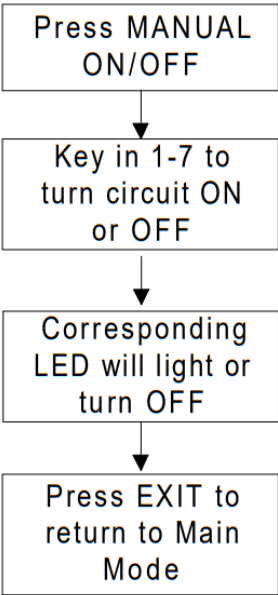 Press MANUAL
ON/OFF
Key in 1-7 to
turn circuit ON
or OFF
Corresponding
LED will light or
turn OFF
Press EXIT to
return to Main
Mode